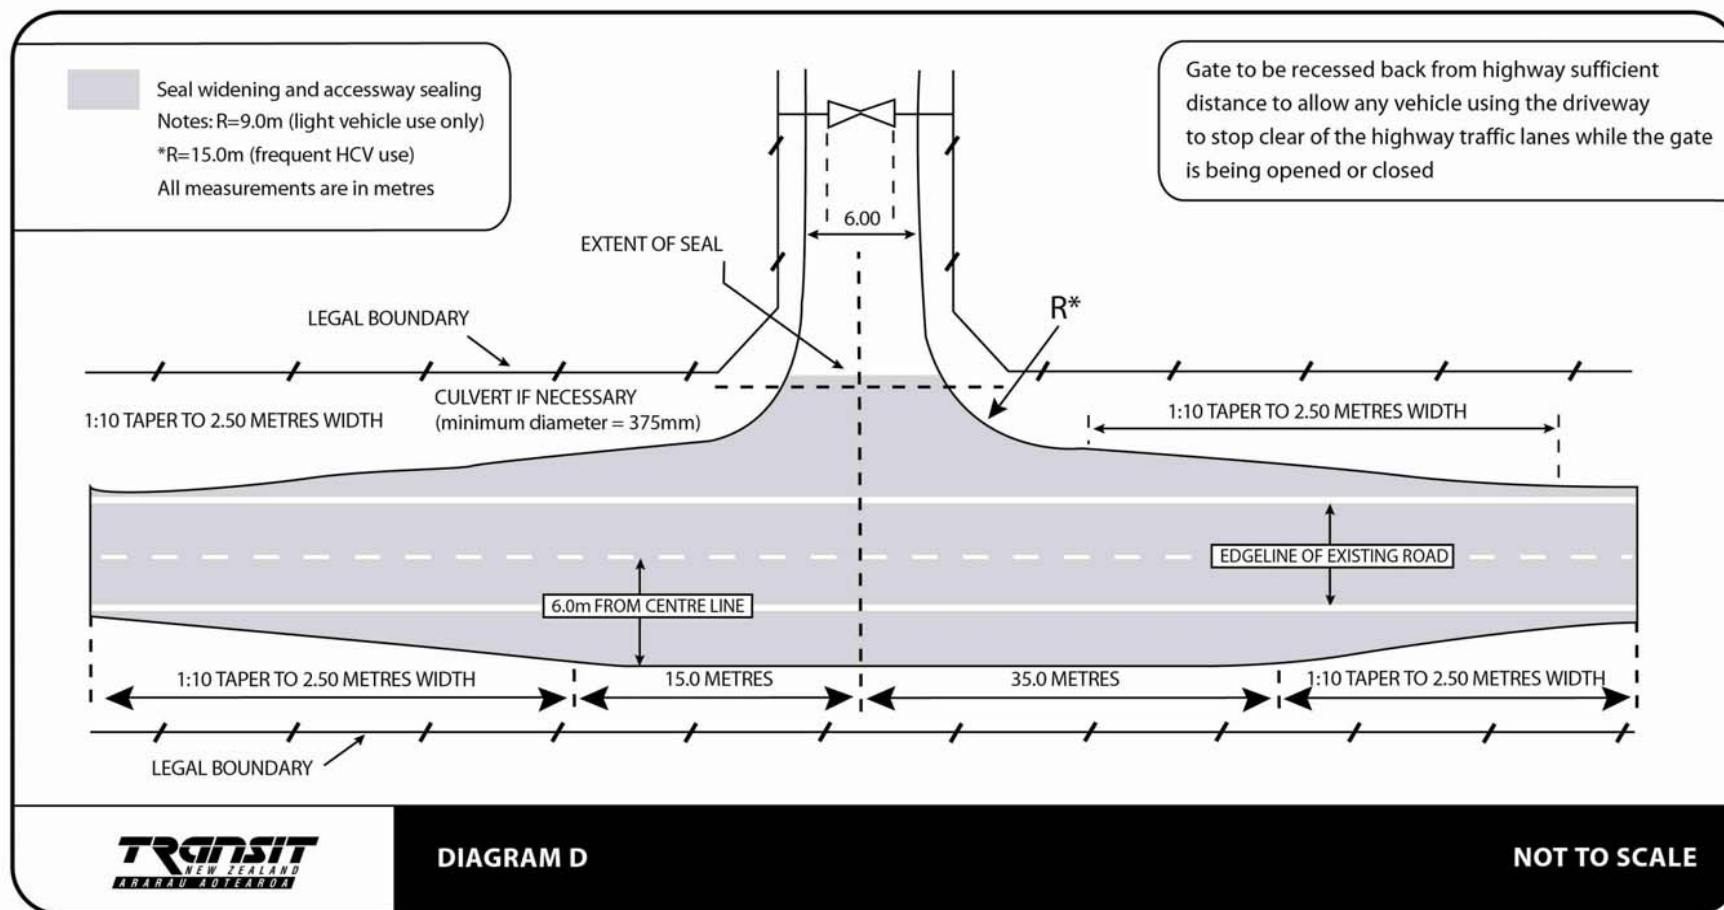 Seal widening and accessway sealing
Notes: R=9.0m (light vehicle use only)
*R=15.0m (frequent HCV use)
All measurements are in metres
Gate to be recessed back from highway sufficient
distance to allow any vehicle using the driveway
to stop clear of the highway traffic lanes while the gate
is being opened or closed
6.00
EXTENT OF SEAL
R*
LEGAL BOUNDARY
CULVERT IF NECESSARY
(minimum diameter = 375mm)
1:10 TAPER TO 2.50 METRES WIDTH
1:10 TAPER TO 2.50 METRES WIDTH
EDGELINE OF EXISTING ROAD
6.0m FROM CENTRE LINE
1:10 TAPER TO 2.50 METRES WIDTH
15.0 METRES
35.0 METRES
1:10 TAPER TO 2.50 METRES WIDTH
LEGAL BOUNDARY
TRANSIT
NEW ZEALAND
ARARAU AOTEAROA
DIAGRAM D
NOT TO SCALE